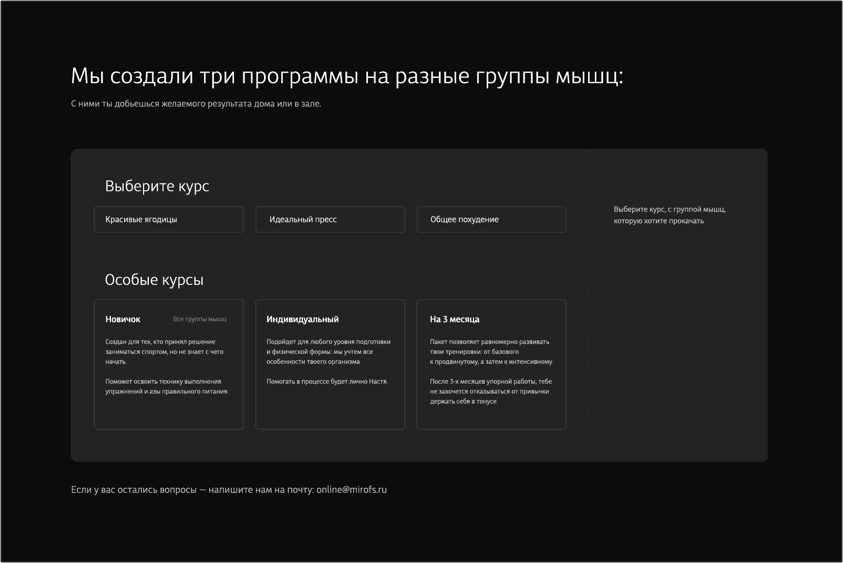 Мы создали три программы на разные группы мышц:
С ними ты добьешься желаемого результата дома или в зале.
Выберите курс
Красивые ягодицы
Идеальный пресс
Общее похудение
Выберите курс, с группой мышц,
которую хотите прокачать
Особые курсы
Новичок
Все группы мышц
Создан для тех, кто принял решение
заниматься спортом, но не знает с чего
начать
Поможет освоить технику выполнения
упражнений и азы правильного питания
Индивидуальный
Подойдет для любого уровня подготовки
и физической формы: мы учтем все
особенности твоего организма
Помогать в процессе будет лично Настя
На 3 месяца
Пакет позволяет равномерно развивать
твои тренировки: от базового
к продвинутому, а затем к интенсивному
После 3-х месяцев упорной работы, тебе
не захочется отказываться от привычки
держать себя в тонусе
Если у вас остались вопросы — напишите нам на почту: online@mirofs.ru